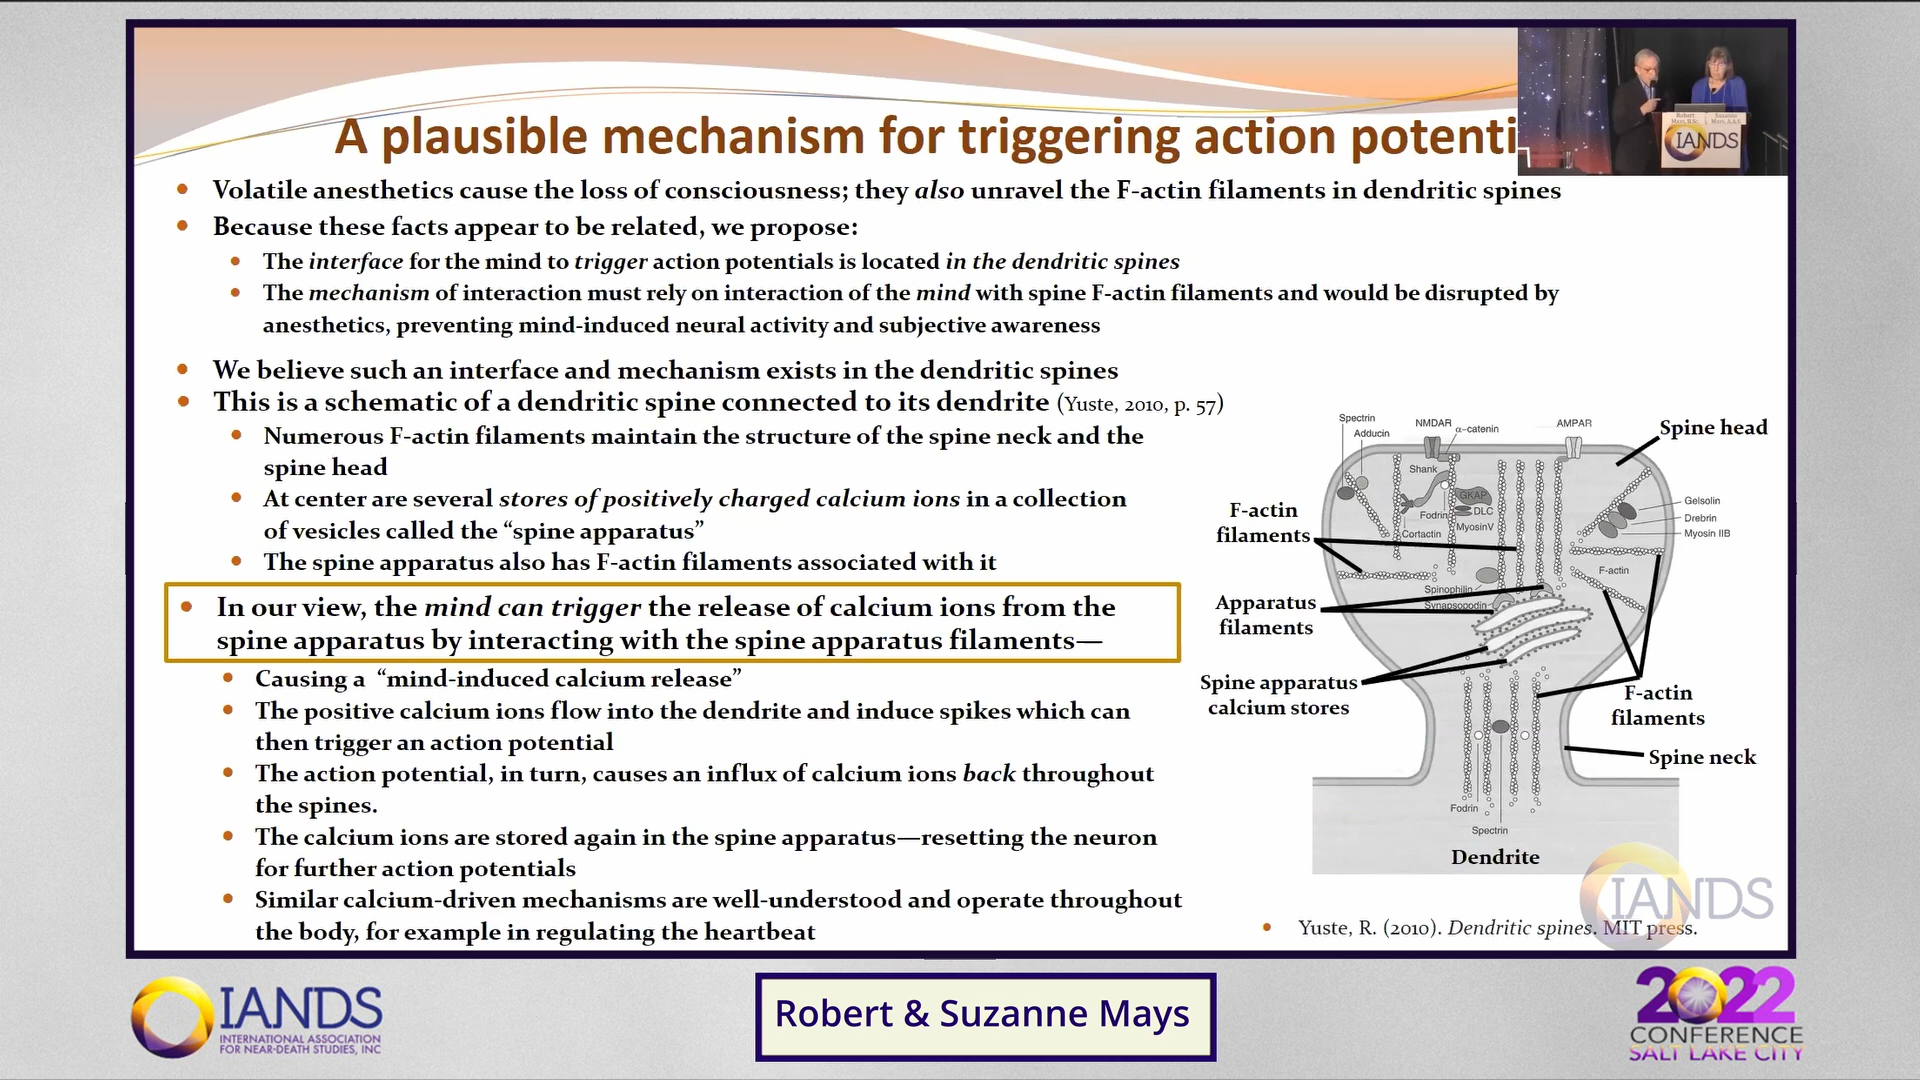 A plausible mechanism for triggering action potenti
Robert Mays, B.Sc.
Suzanne Mays, A.A.S.
IANDS
• Volatile anesthetics cause the loss of consciousness; they also unravel the F-actin filaments in dendritic spines
• Because these facts appear to be related, we propose:
• The interface for the mind to trigger action potentials is located in the dendritic spines
• The mechanism of interaction must rely on interaction of the mind with spine F-actin filaments and would be disrupted by
anesthetics, preventing mind-induced neural activity and subjective awareness
• We believe such an interface and mechanism exists in the dendritic spines
• This is a schematic of a dendritic spine connected to its dendrite (Yuste, 2010, p. 57)
• Numerous F-actin filaments maintain the structure of the spine neck and the
spine head
• At center are several stores of positively charged calcium ions in a collection
of vesicles called the “spine apparatus”
• The spine apparatus also has F-actin filaments associated with it
• In our view, the mind can trigger the release of calcium ions from the
spine apparatus by interacting with the spine apparatus filaments—
• Causing a “mind-induced calcium release”
• The positive calcium ions flow into the dendrite and induce spikes which can
then trigger an action potential
• The action potential, in turn, causes an influx of calcium ions back throughout
the spines.
• The calcium ions are stored again in the spine apparatus—resetting the neuron
for further action potentials
• Similar calcium-driven mechanisms are well-understood and operate throughout
the body, for example in regulating the heartbeat
Spectrin
Adducin
NMDAR
α-catenin
AMPAR
Spine head
Shank
GKAP
DLC
Fodrin
MyosinV
Cortactin
Gelsolin
Drebrin
Myosin IIB
F-actin
filaments
F-actin
Spinophilin
Synapsopodin
Apparatus
filaments
Spine apparatus
calcium stores
F-actin
filaments
Spine neck
Fodrin
Spectrin
Dendrite
IANDS
• Yuste, R. (2010). Dendritic spines. MIT press.
IANDS
INTERNATIONAL ASSOCIATION
FOR NEAR-DEATH STUDIES, INC
Robert & Suzanne Mays
2022
CONFERENCE
SALT LAKE CITY